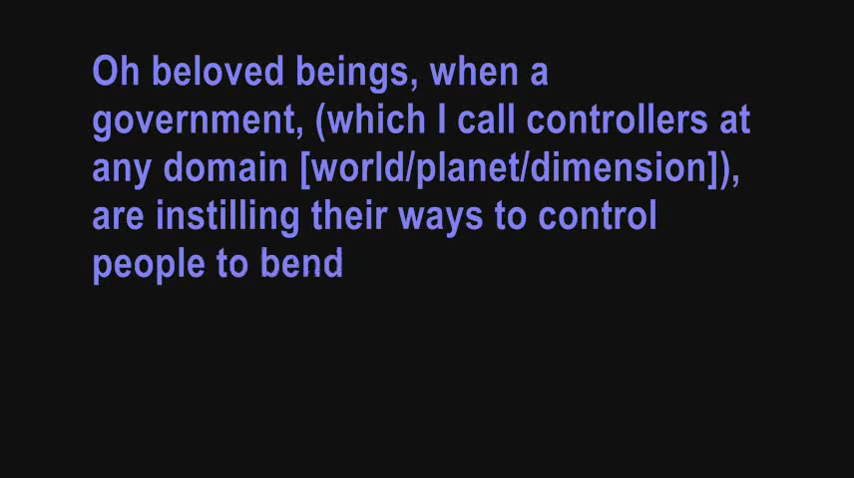 Oh beloved beings, when a
government, (which I call controllers at
any domain [world/planet/dimension]),
are instilling their ways to control
people to bend